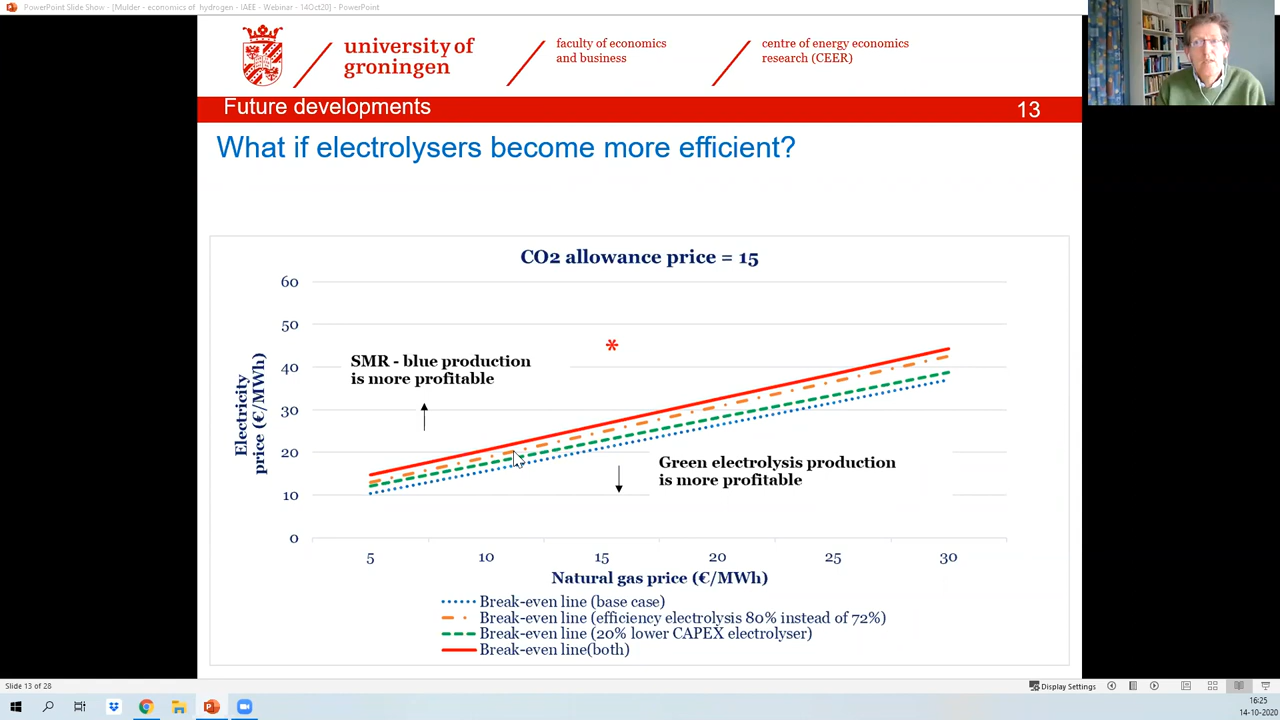 PowerPoint Slide Show - [Mulder - economics of hydrogen - IAEE - Webinar - 14Oct20] - PowerPoint
university of
groningen
faculty of economics
and business
centre of energy economics
research (CEER)
Future developments
13
What if electrolysers become more efficient?
CO2 allowance price = 15
60
50
40
30
20
10
0
Electricity
price (€/MWh)
SMR - blue production
is more profitable
*
Green electrolysis production
is more profitable
5
10
15
20
25
30
Natural gas price (€/MWh)
Break-even line (base case)
Break-even line (efficiency electrolysis 80% instead of 72%)
Break-even line (20% lower CAPEX electrolyser)
Break-even line(both)
Slide 13 of 28
Display Settings
16:25
14-10-2020